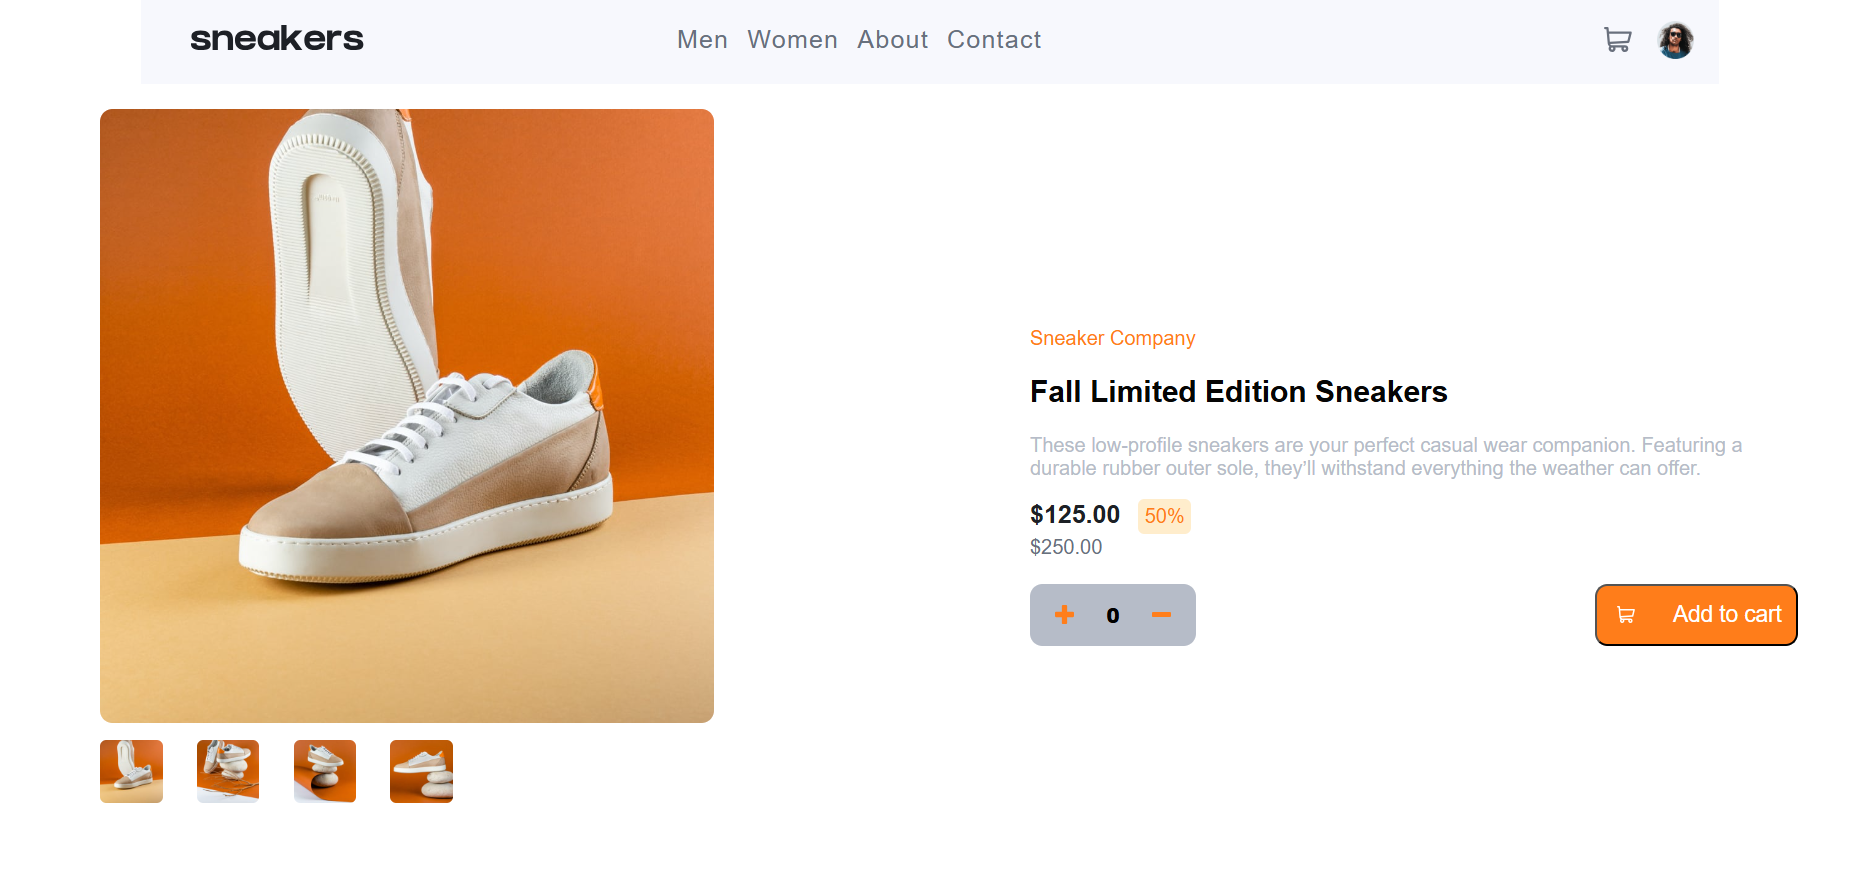 sneakers
Men Women About Contact
Sneaker Company
Fall Limited Edition Sneakers
These low-profile sneakers are your perfect casual wear companion. Featuring a
durable rubber outer sole, they’ll withstand everything the weather can offer.
$125.00 50%
$250.00
0 Add to cart